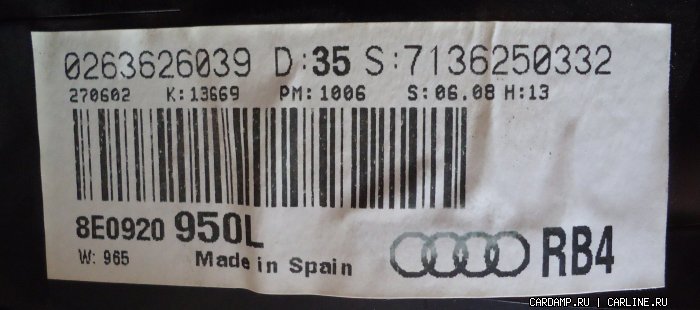 0263626039 D:35 S:7136250332
270602 K:13669 PM:1006 S:06.08 H:13
8E0920 950L
W: 965 Made in Spain RB4
CARDAMP.RU | CARLINE.RU